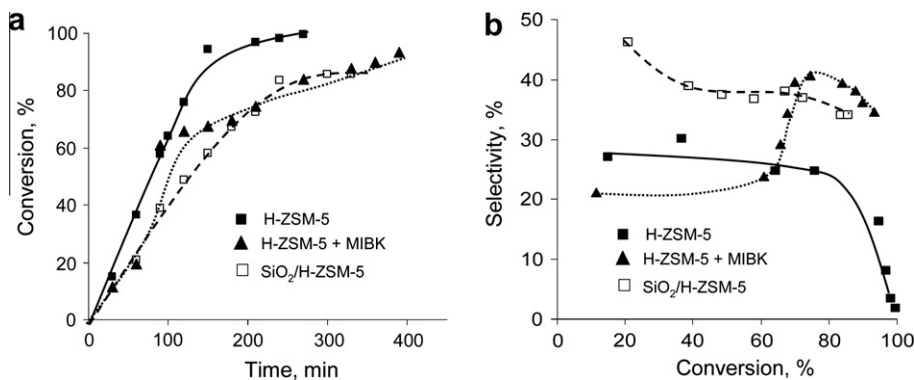 a
Conversion, %
100
80
60
40
20
0
0
100
200
300
400
Time, min
H-ZSM-5
H-ZSM-5 + MIBK
SiO₂/H-ZSM-5
b
Selectivity, %
50
40
30
20
10
0
0
20
40
60
80
100
Conversion, %
H-ZSM-5
H-ZSM-5 + MIBK
SiO₂/H-ZSM-5